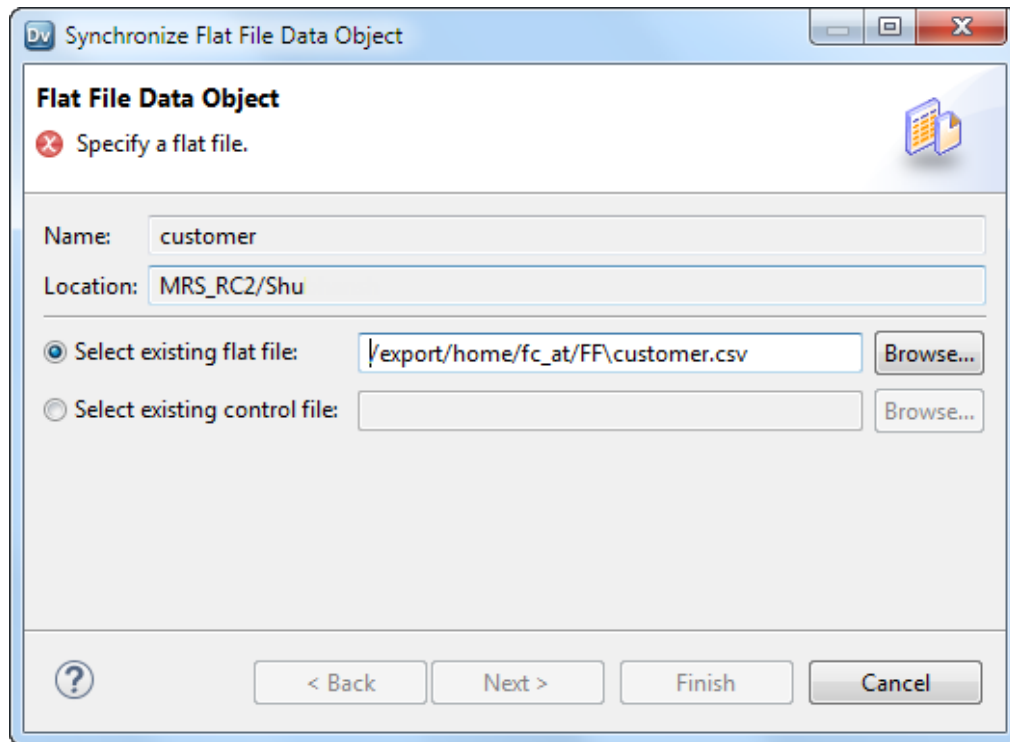 Dv Synchronize Flat File Data Object
Flat File Data Object
Specify a flat file.
Name: customer
Location: MRS_RC2/Shu
Select existing flat file: /export/home/fc_at/FF\customer.csv Browse...
Select existing control file: Browse...
? < Back Next > Finish Cancel